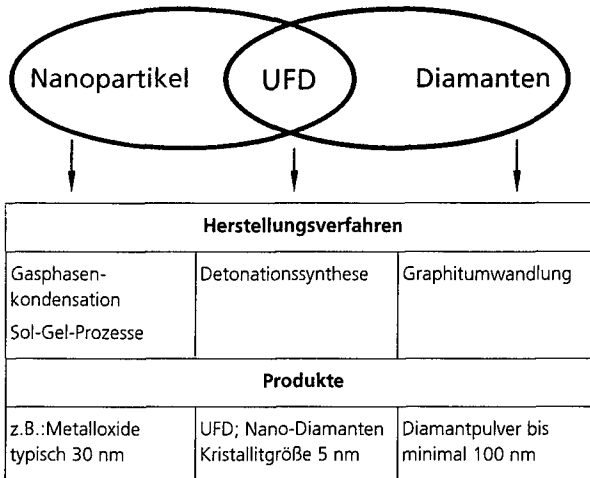 Nanopartikel UFD Diamanten
Herstellungsverfahren
Gasphasen-
kondensation
Sol-Gel-Prozesse
Detonationssynthese
Graphitumwandlung
Produkte
z.B.:Metalloxide
typisch 30 nm
UFD; Nano-Diamanten
Kristallitgröße 5 nm
Diamantpulver bis
minimal 100 nm